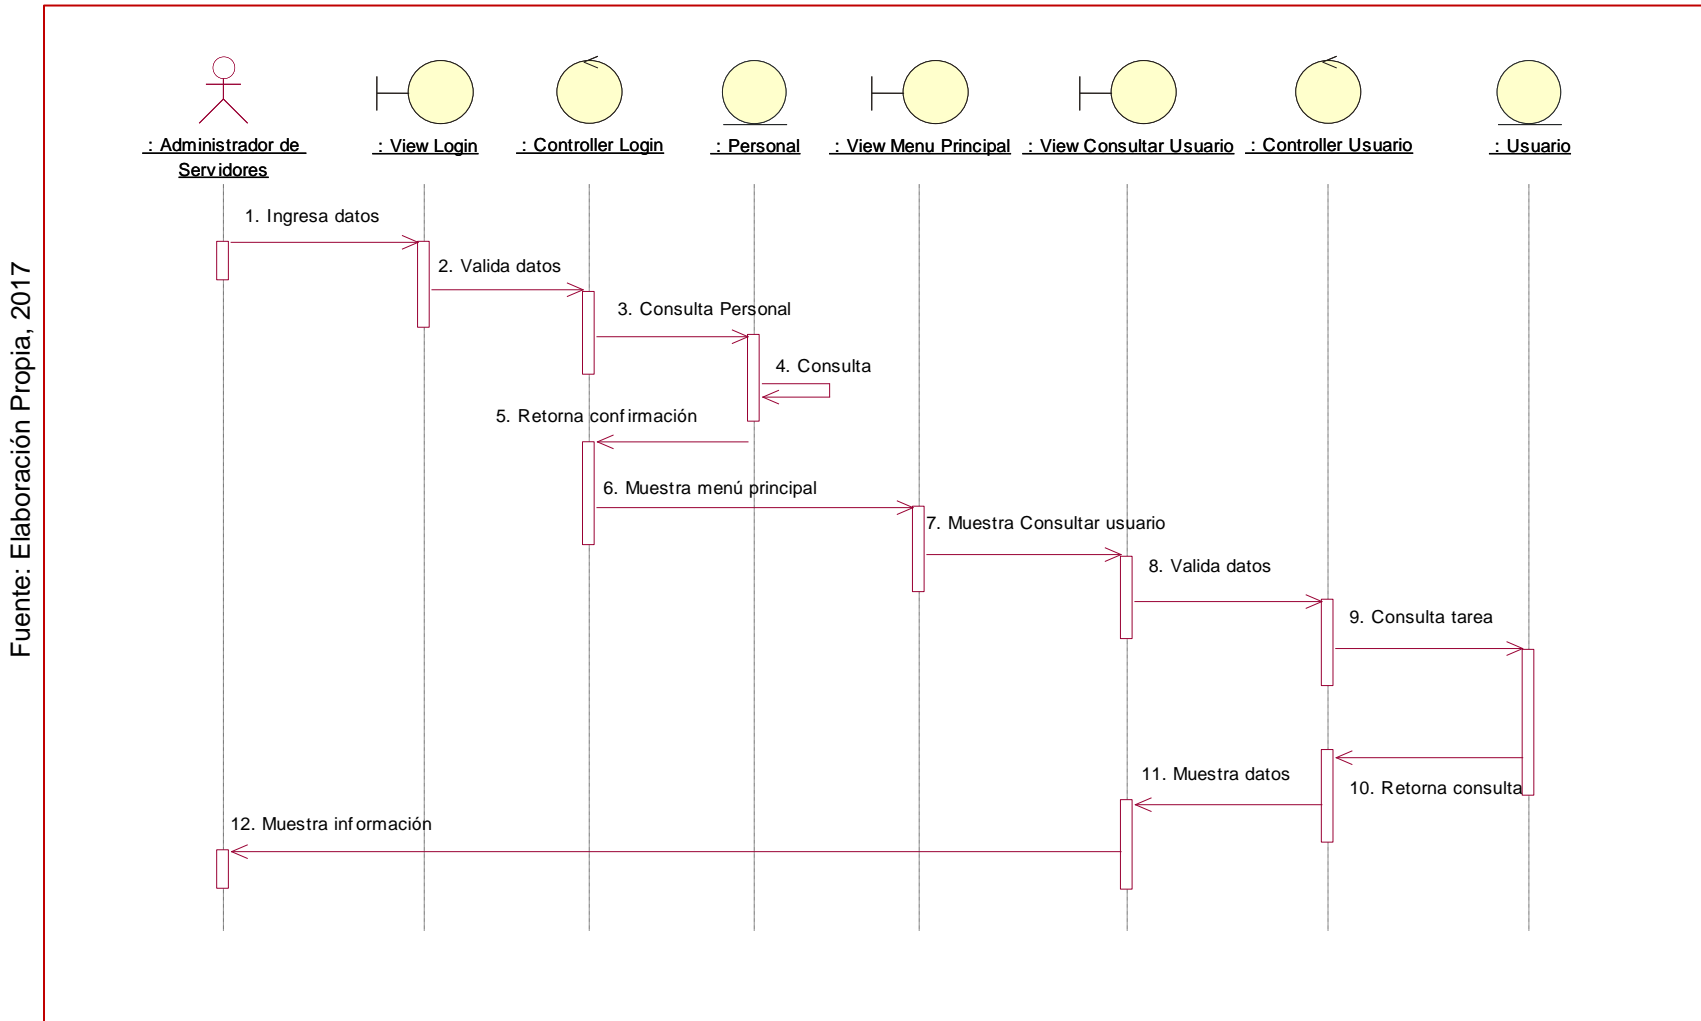 : Administrador de
Servidores
: View Login
: Controller Login
: Personal
: View Menu Principal
: View Consultar Usuario
: Controller Usuario
: Usuario
1. Ingresa datos
2. Valida datos
3. Consulta Personal
4. Consulta
5. Retorna confirmación
6. Muestra menú principal
7. Muestra Consultar usuario
8. Valida datos
9. Consulta tarea
10. Retorna consulta
11. Muestra datos
12. Muestra información
Fuente: Elaboración Propia, 2017